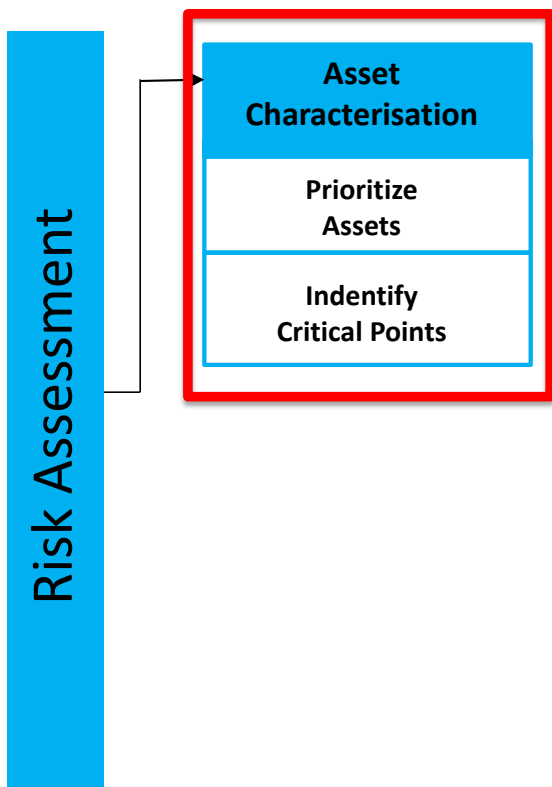 Risk Assessment
Asset
Characterisation
Prioritize
Assets
Indentify
Critical Points